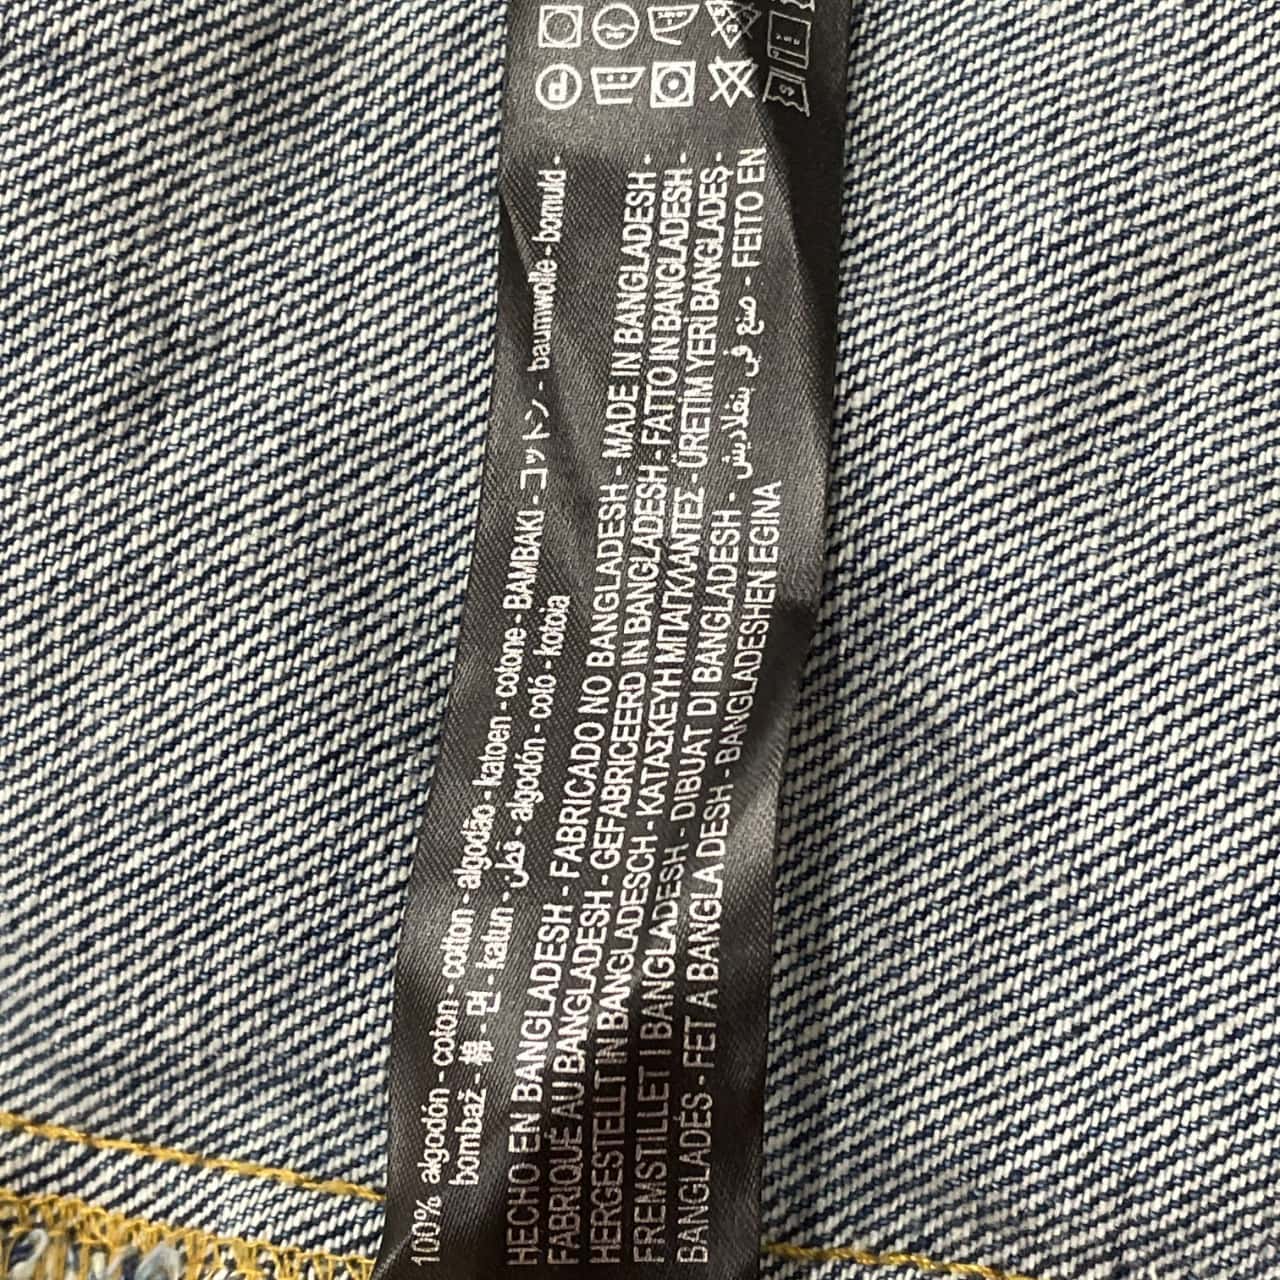 100% algodón - coton - cotton - algodão - katoen - cotone - BAMBAKI - コットン - baumwolle - bomuld -
bombaž - 棉 - 면 - katun - قطن - algodón - coló - kotoia
HECHO EN BANGLADESH - FABRICADO NO BANGLADESH - MADE IN BANGLADESH -
FABRIQUÉ AU BANGLADESH - GEFABRICEERD IN BANGLADESH - FATTO IN BANGLADESH -
HERGESTELLT IN BANGLADESCH - ΚΑΤΑΣΚΕΥΗ ΜΠΑΓΚΛΑΝΤΕΣ - ÜRETİM YERİ BANGLADEŞ -
FREMSTILLET I BANGLADESH - DIBUAT DI BANGLADESH - صنع في بنغلاديش - FEITO EN
BANGLADÉS - FET A BANGLA DESH - BANGLADESHEN EGINA